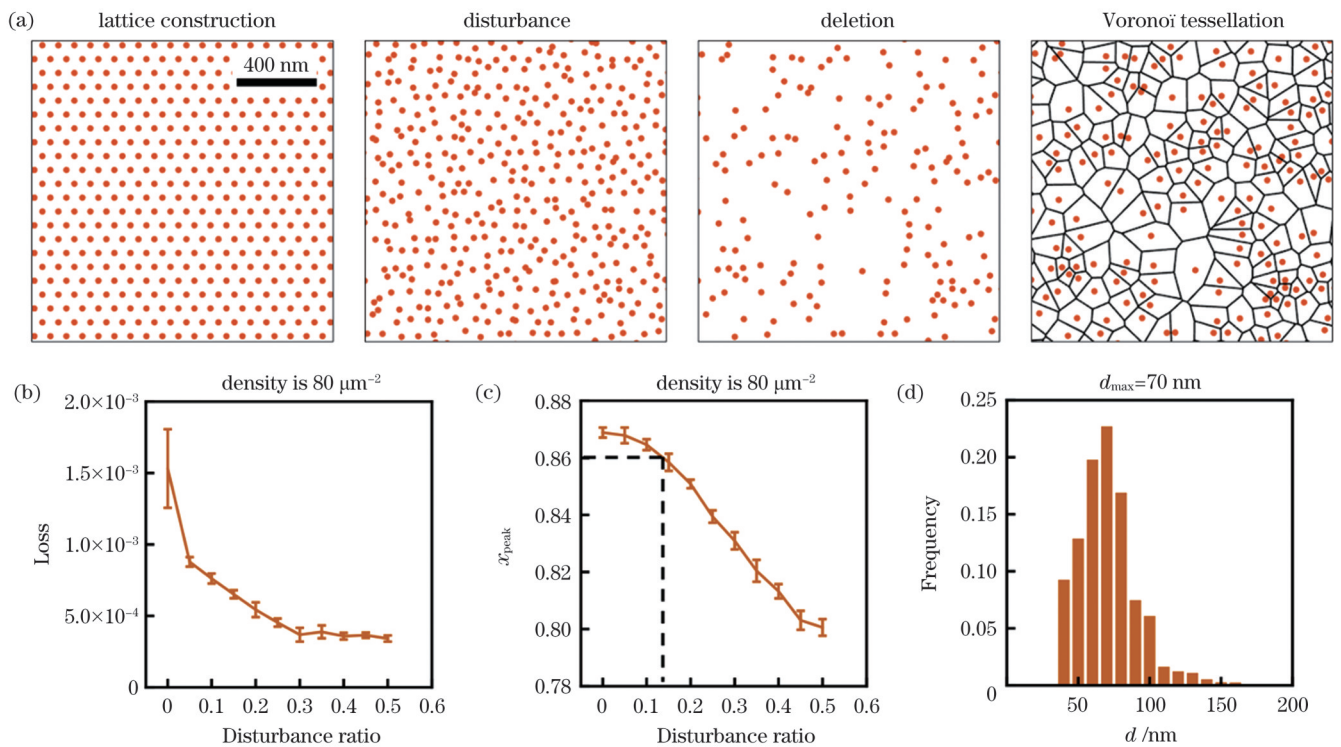 (a)
lattice construction
disturbance
deletion
Voronoï tessellation
400 nm
(b)
density is 80 μm⁻²
2.0×10⁻³
1.5×10⁻³
1.0×10⁻³
5.0×10⁻⁴
0
Loss
0 0.1 0.2 0.3 0.4 0.5 0.6
Disturbance ratio
(c)
density is 80 μm⁻²
0.88
0.86
0.84
0.82
0.80
0.78
xpeak
0 0.1 0.2 0.3 0.4 0.5 0.6
Disturbance ratio
(d)
dmax=70 nm
0.25
0.20
0.15
0.10
0.05
0
Frequency
50 100 150 200
d /nm